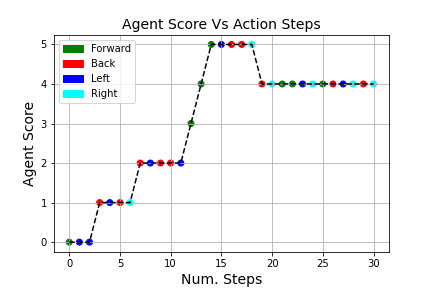 Agent Score Vs Action Steps
Forward
Back
Left
Right
Agent Score
5
4
3
2
1
0
0 5 10 15 20 25 30
Num. Steps